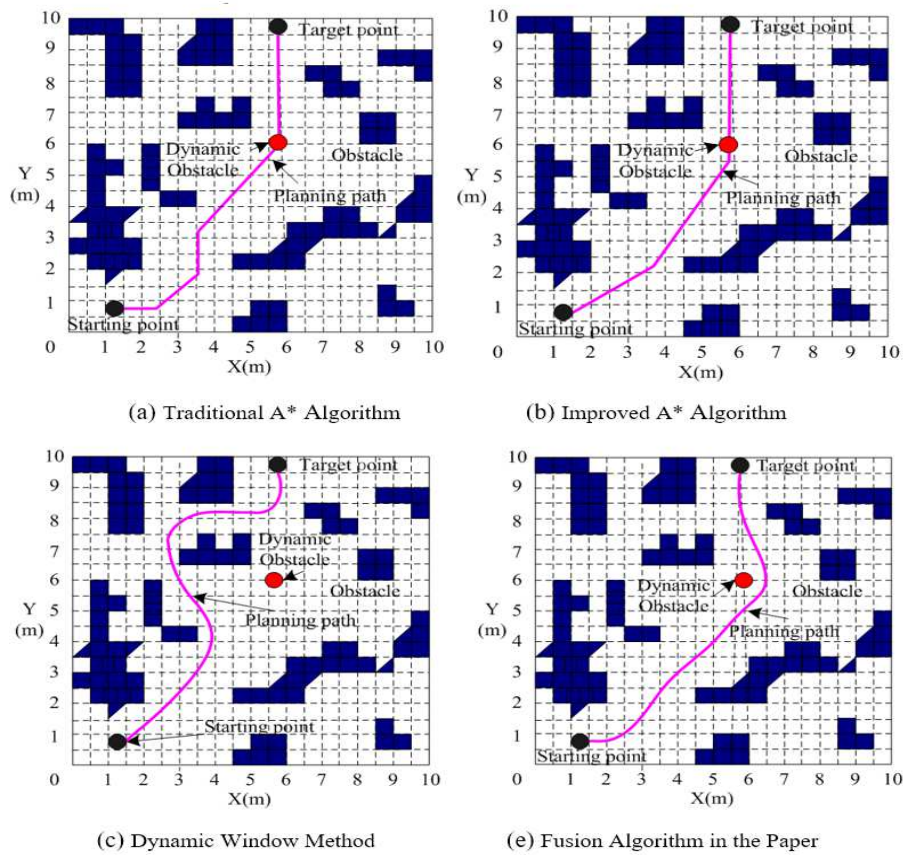 10
9
8
7
6
5
4
3
2
1
0
Y
(m)
Target point
Dynamic
Obstacle
Obstacle
Planning path
Starting point
1 2 3 4 5 6 7 8 9 10
X(m)
(a) Traditional A* Algorithm
10
9
8
7
6
5
4
3
2
1
0
Y
(m)
Target point
Dynamic
Obstacle
Obstacle
Planning path
Starting point
1 2 3 4 5 6 7 8 9 10
X(m)
(b) Improved A* Algorithm
10
9
8
7
6
5
4
3
2
1
0
Y
(m)
Target point
Dynamic
Obstacle
Obstacle
Planning path
Starting point
1 2 3 4 5 6 7 8 9 10
X(m)
(c) Dynamic Window Method
10
9
8
7
6
5
4
3
2
1
0
Y
(m)
Target point
Dynamic
Obstacle
Obstacle
Planning path
Starting point
1 2 3 4 5 6 7 8 9 10
X(m)
(e) Fusion Algorithm in the Paper